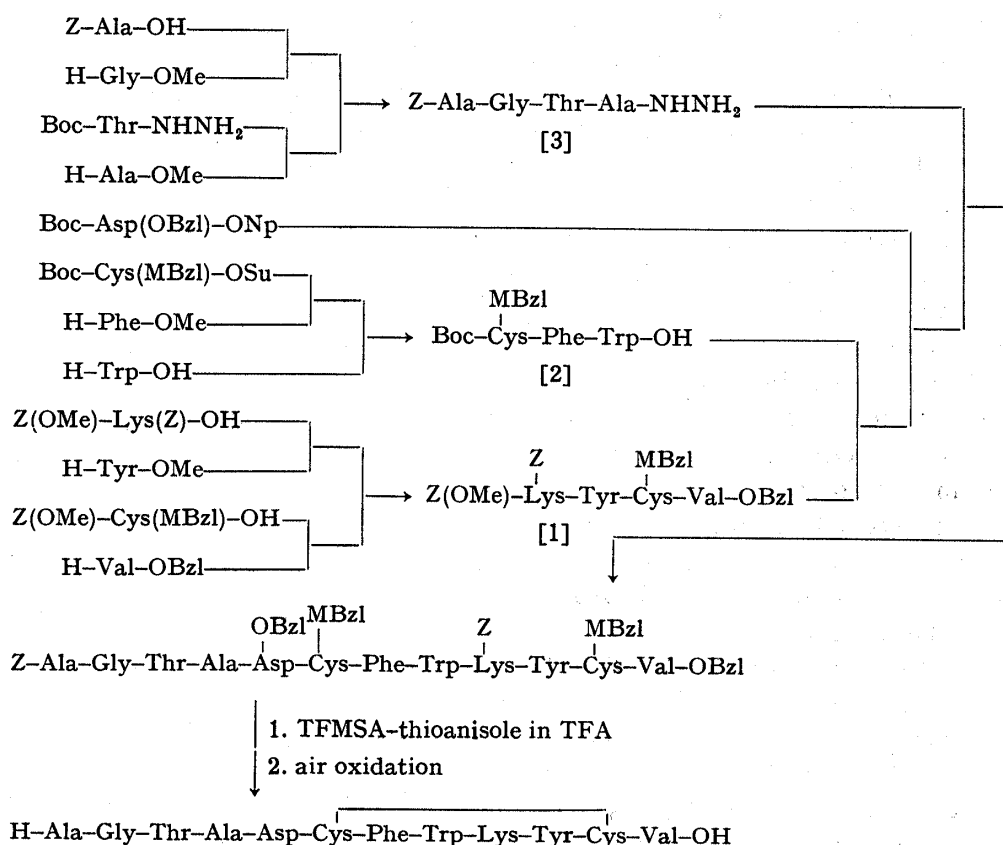 Z–Ala–OH
H–Gly–OMe
Z–Ala–Gly–Thr–Ala–NHNH₂
[3]
Boc–Thr–NHNH₂
H–Ala–OMe
Boc–Asp(OBzl)–ONp
Boc–Cys(MBzl)–OSu
H–Phe–OMe
MBzl
Boc–Cys–Phe–Trp–OH
[2]
H–Trp–OH
Z(OMe)–Lys(Z)–OH
H–Tyr–OMe
Z MBzl
Z(OMe)–Lys–Tyr–Cys–Val–OBzl
[1]
Z(OMe)–Cys(MBzl)–OH
H–Val–OBzl
OBzl MBzl Z MBzl
Z–Ala–Gly–Thr–Ala–Asp–Cys–Phe–Trp–Lys–Tyr–Cys–Val–OBzl
1. TFMSA–thioanisole in TFA
2. air oxidation
H–Ala–Gly–Thr–Ala–Asp–Cys–Phe–Trp–Lys–Tyr–Cys–Val–OH